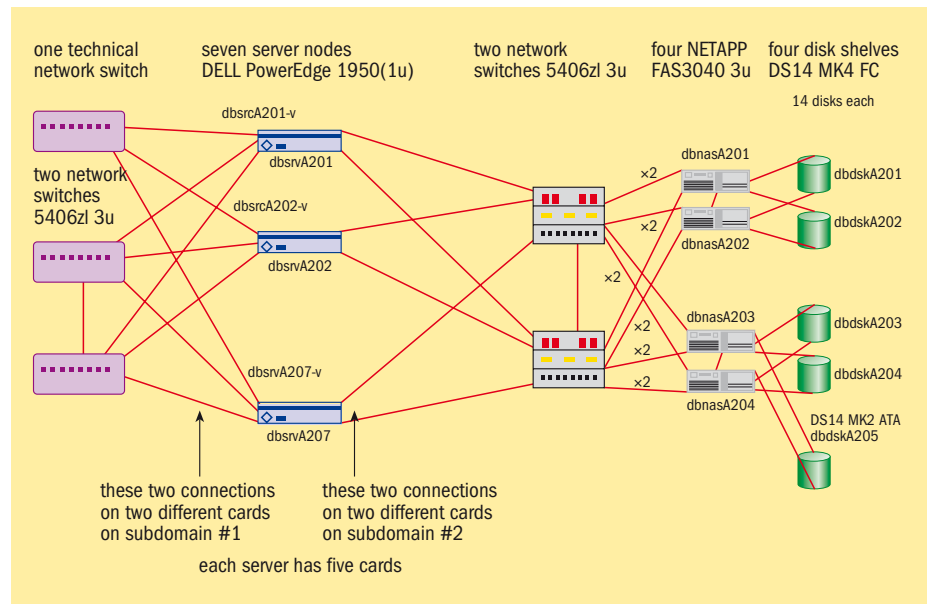 one technical
network switch
seven server nodes
DELL PowerEdge 1950(1u)
two network
switches 5406zl 3u
four NETAPP
FAS3040 3u
four disk shelves
DS14 MK4 FC
14 disks each
dbsrcA201-v
dbsrvA201
two network
switches
5406zl 3u
dbsrcA202-v
dbsrvA202
dbsrvA207-v
dbsrvA207
×2
×2
×2
×2
×2
×2
dbnasA201
dbnasA202
dbnasA203
dbnasA204
dbdskA201
dbdskA202
dbdskA203
dbdskA204
DS14 MK2 ATA
dbdskA205
these two connections
on two different cards
on subdomain #1
these two connections
on two different cards
on subdomain #2
each server has five cards